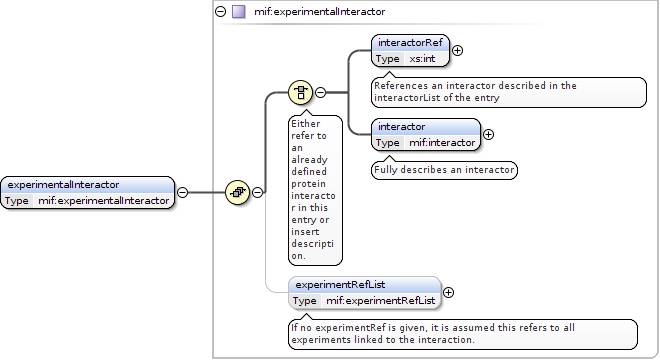 mif:experimentalInteractor
interactorRef
Type xs:int
References an interactor described in the
interactorList of the entry
interactor
Type mif:interactor
Fully describes an interactor
Either
refer to
an
already
defined
protein
interacto
r in this
entry or
insert
descripti
on.
experimentalInteractor
Type mif:experimentalInteractor
experimentRefList
Type mif:experimentRefList
If no experimentRef is given, it is assumed this refers to all
experiments linked to the interaction.